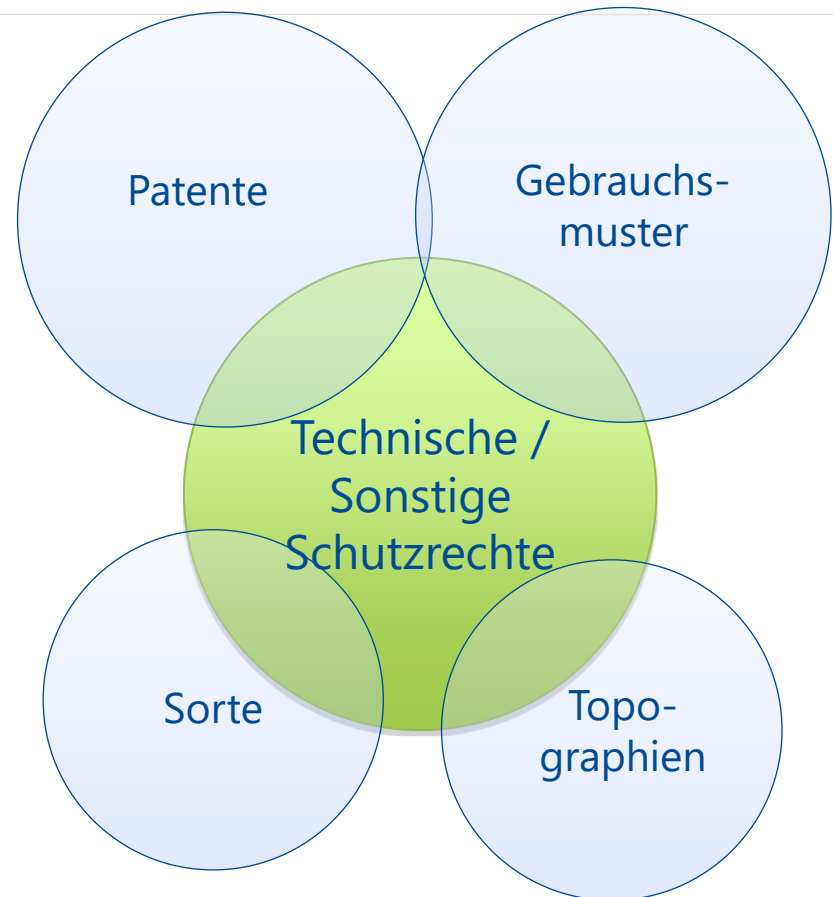 Patente
Gebrauchs-
muster
Technische /
Sonstige
Schutzrechte
Sorte
Topo-
graphien